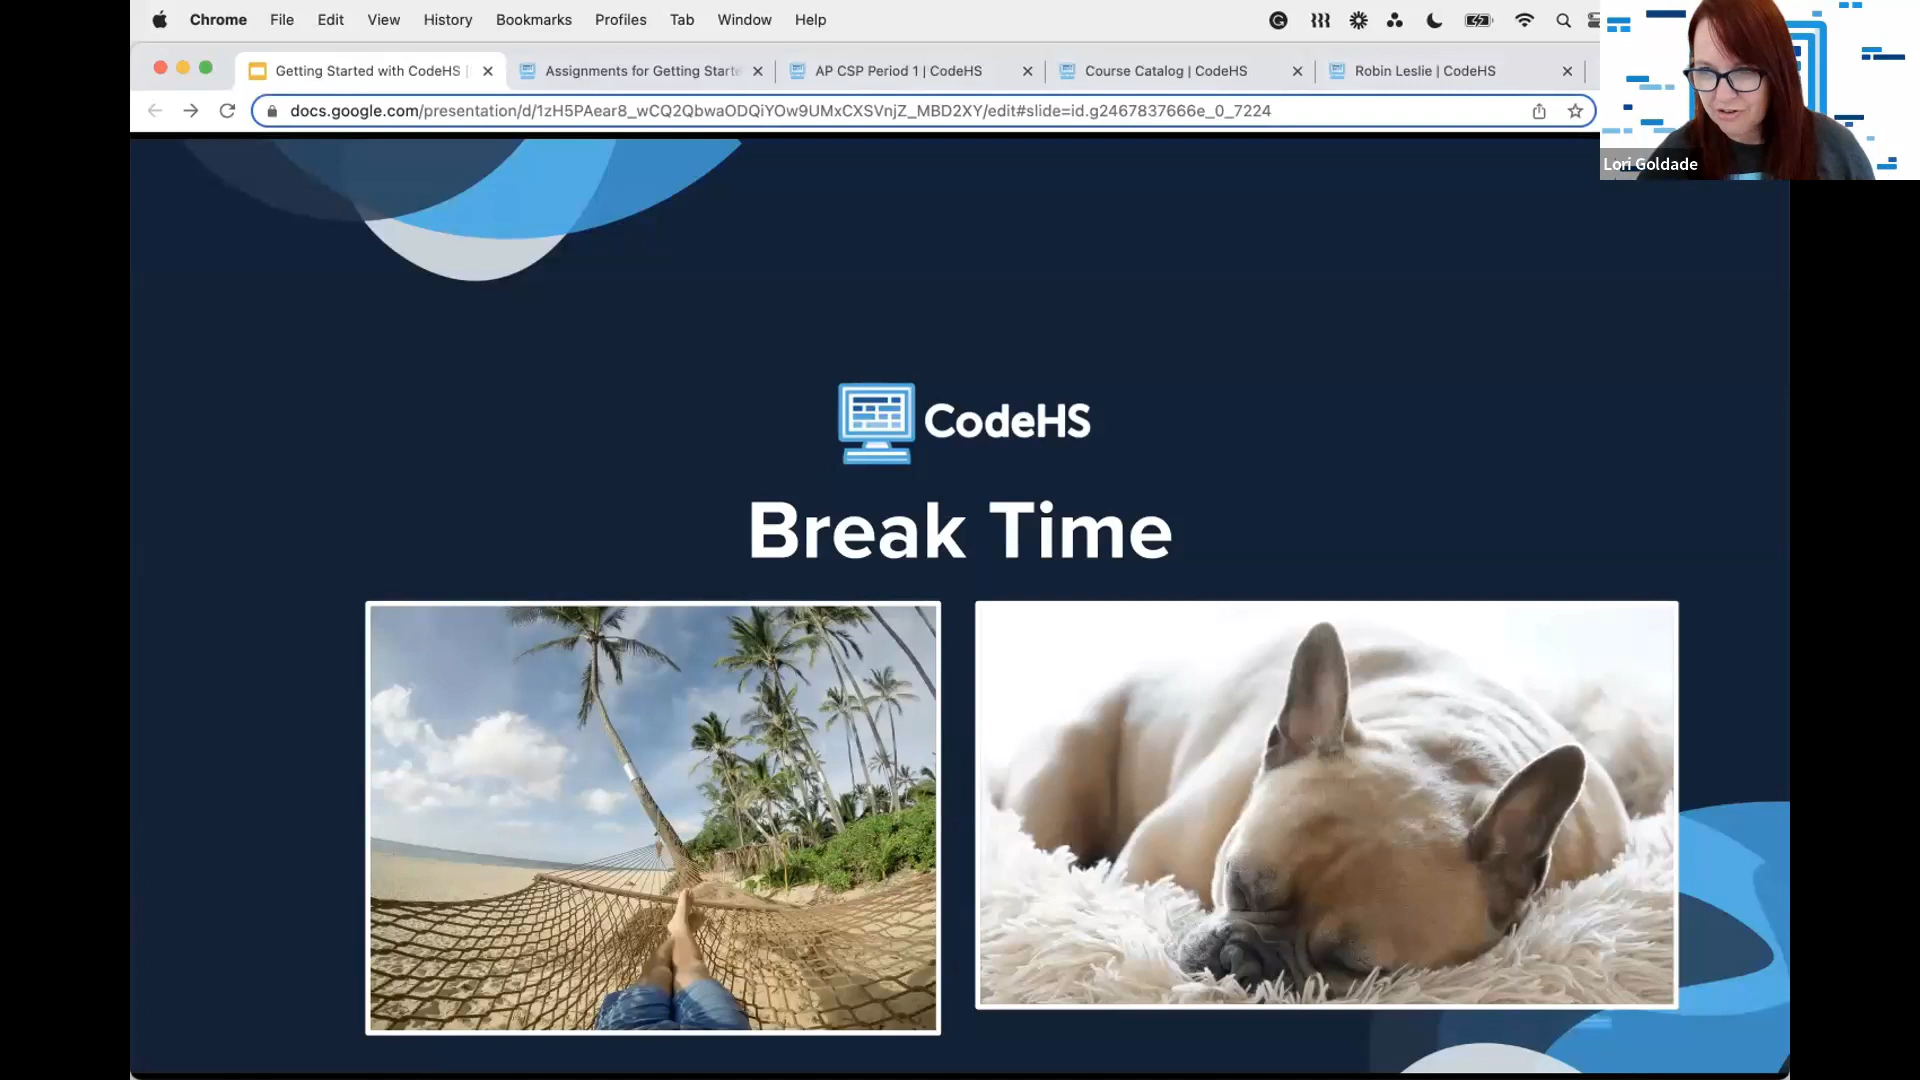 Chrome File Edit View History Bookmarks Profiles Tab Window Help
Getting Started with CodeHS | Assignments for Getting Starte AP CSP Period 1 | CodeHS Course Catalog | CodeHS Robin Leslie | CodeHS
docs.google.com/presentation/d/1zH5PAear8_wCQ2QbwaODQiYOw9UMxCXSVnjZ_MBD2XY/edit#slide=id.g2467837666e_0_7224
Lori Goldade
CodeHS
Break Time